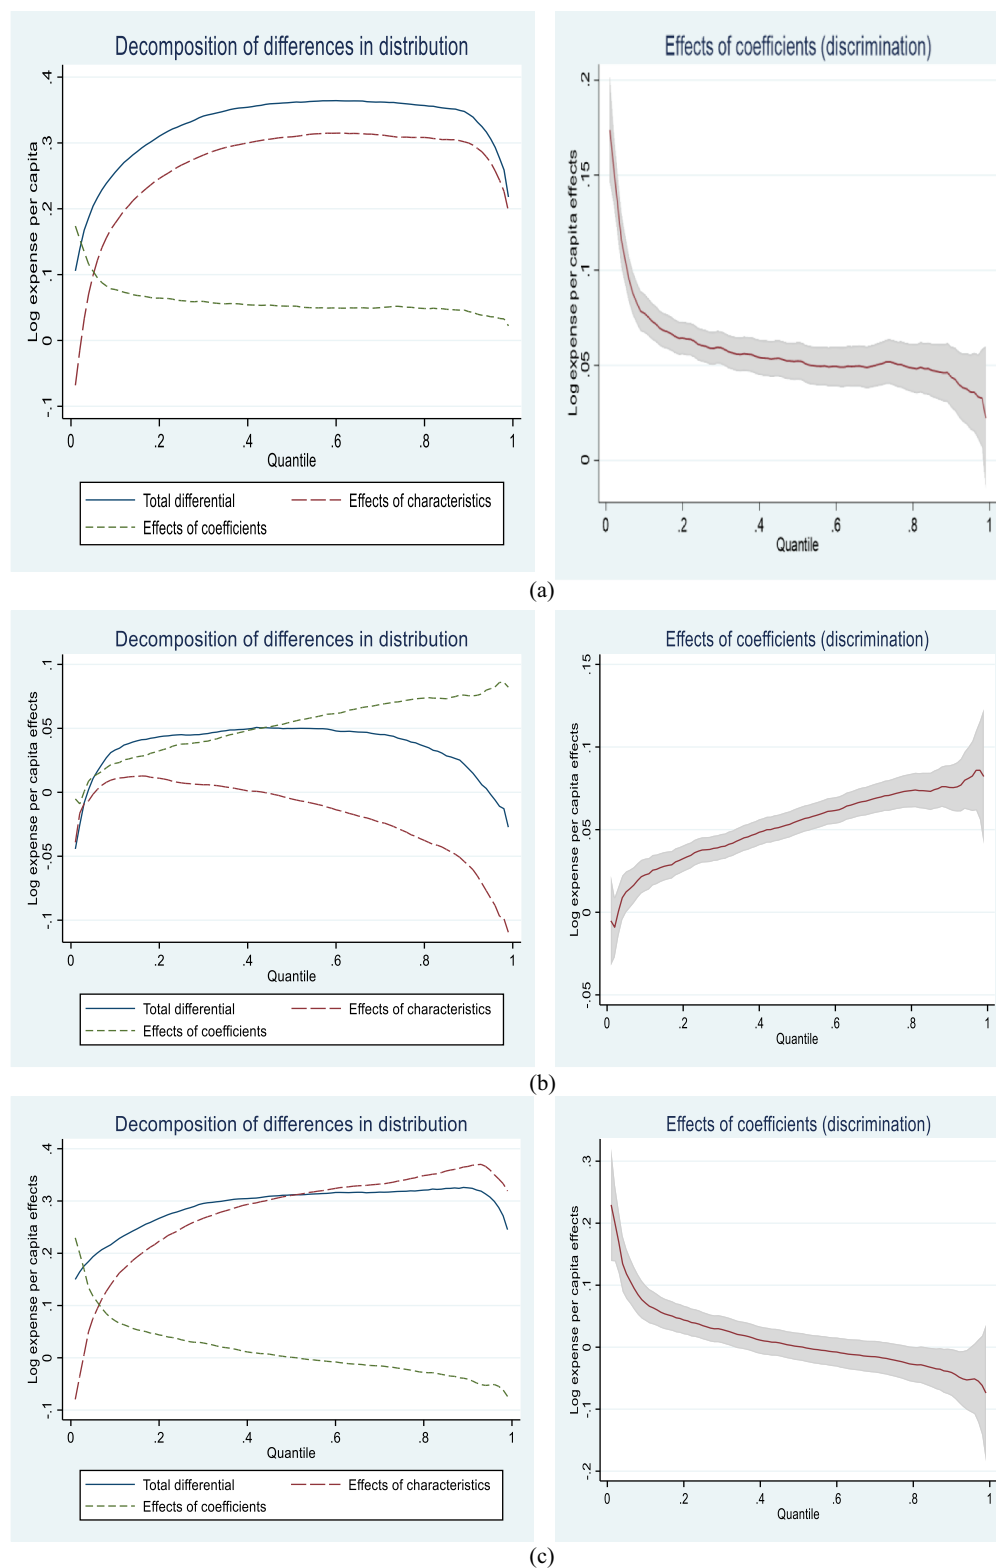 Decomposition of differences in distribution
Log expense per capita
.4
.3
.2
.1
0
-.1
0 .2 .4 .6 .8 1
Quantile
Total differential Effects of characteristics
Effects of coefficients
Effects of coefficients (discrimination)
Log expense per capita effects
.2
.15
.1
.05
0
0 .2 .4 .6 .8 1
Quantile
(a)
Decomposition of differences in distribution
Log expense per capita effects
.1
.05
0
-.05
-.1
0 .2 .4 .6 .8 1
Quantile
Total differential Effects of characteristics
Effects of coefficients
Effects of coefficients (discrimination)
Log expense per capita effects
.15
.1
.05
0
-.05
0 .2 .4 .6 .8 1
Quantile
(b)
Decomposition of differences in distribution
Log expense per capita effects
.4
.3
.2
.1
0
-.1
0 .2 .4 .6 .8 1
Quantile
Total differential Effects of characteristics
Effects of coefficients
Effects of coefficients (discrimination)
Log expense per capita effects
.3
.2
.1
0
-.1
-.2
0 .2 .4 .6 .8 1
Quantile
(c)